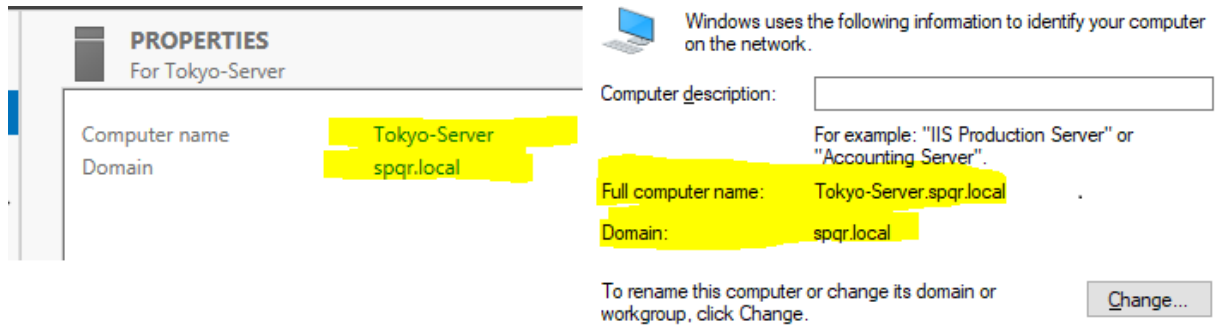 PROPERTIES
For Tokyo-Server
Computer name Tokyo-Server
Domain spqr.local
Windows uses the following information to identify your computer
on the network.
Computer description:
For example: "IIS Production Server" or
"Accounting Server".
Full computer name: Tokyo-Server.spqr.local
Domain: spqr.local
To rename this computer or change its domain or
workgroup, click Change.
Change...